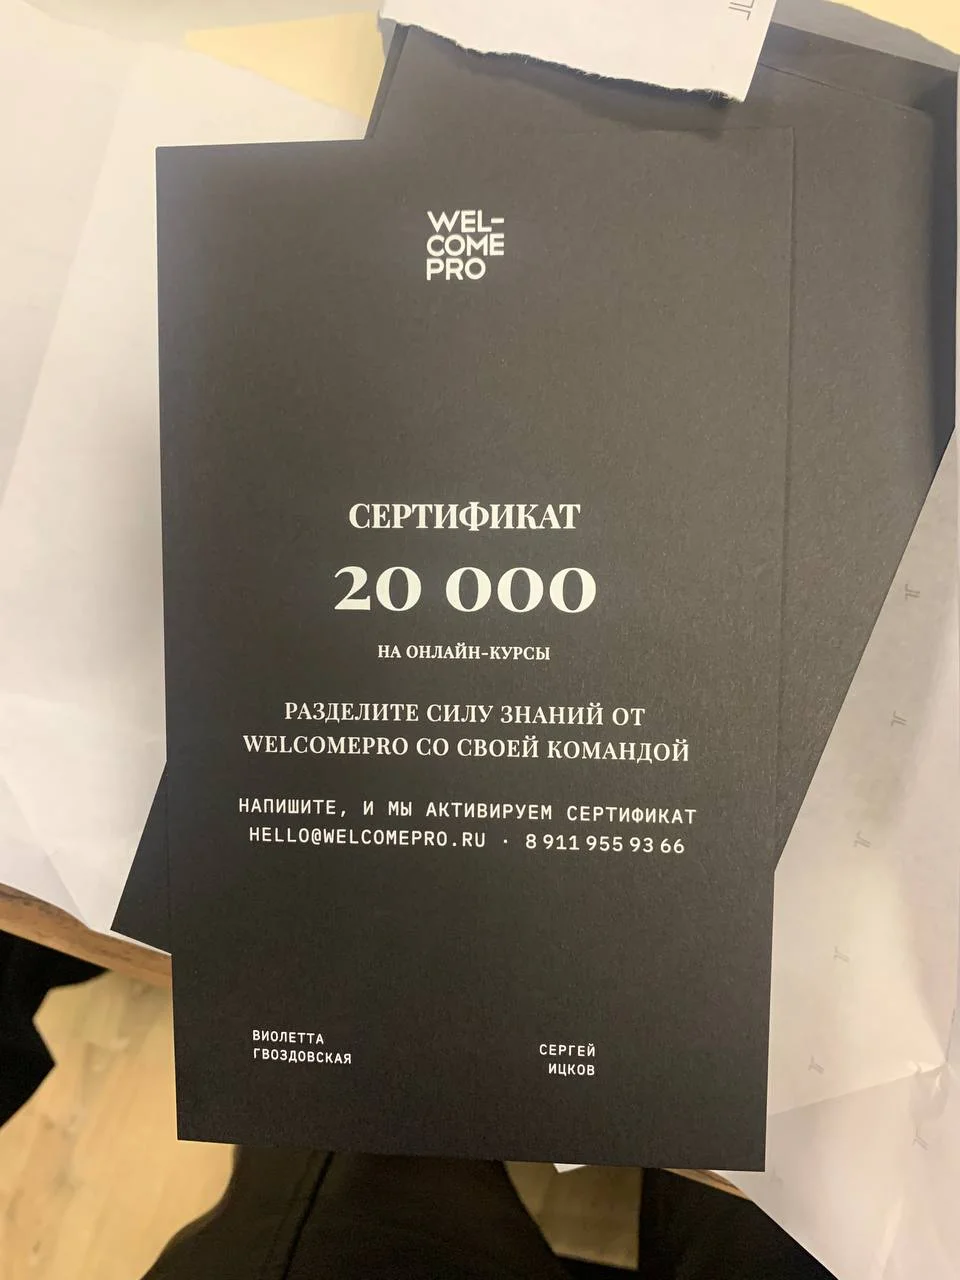 WEL-
COME
PRO
СЕРТИФИКАТ
20 000
НА ОНЛАЙН-КУРСЫ
РАЗДЕЛИТЕ СИЛУ ЗНАНИЙ ОТ
WELCOMEPRO СО СВОЕЙ КОМАНДОЙ
НАПИШИТЕ, И МЫ АКТИВИРУЕМ СЕРТИФИКАТ
HELLO@WELCOMEPRO.RU · 8 911 955 93 66
ВИОЛЕТТА
ГВОЗДОВСКАЯ
СЕРГЕЙ
ИЦКОВ